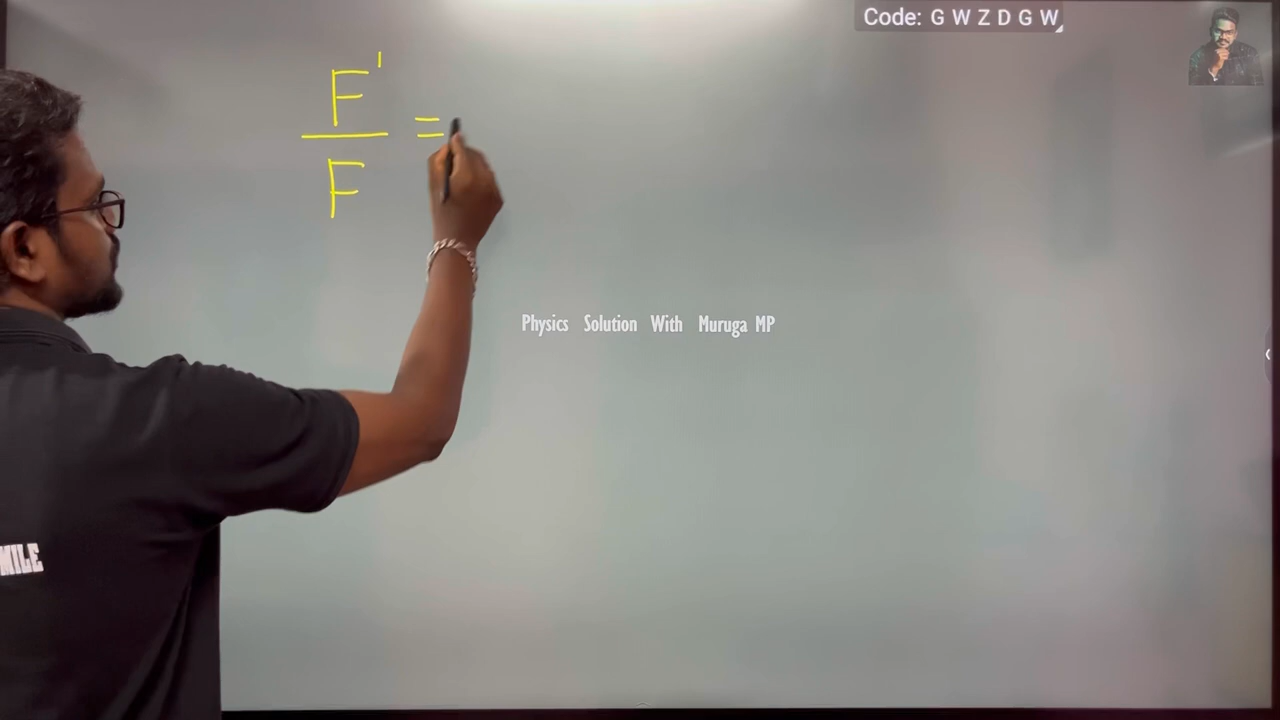 Code: G W Z D G W
F'
F
=
Physics Solution With Muruga MP
MILE